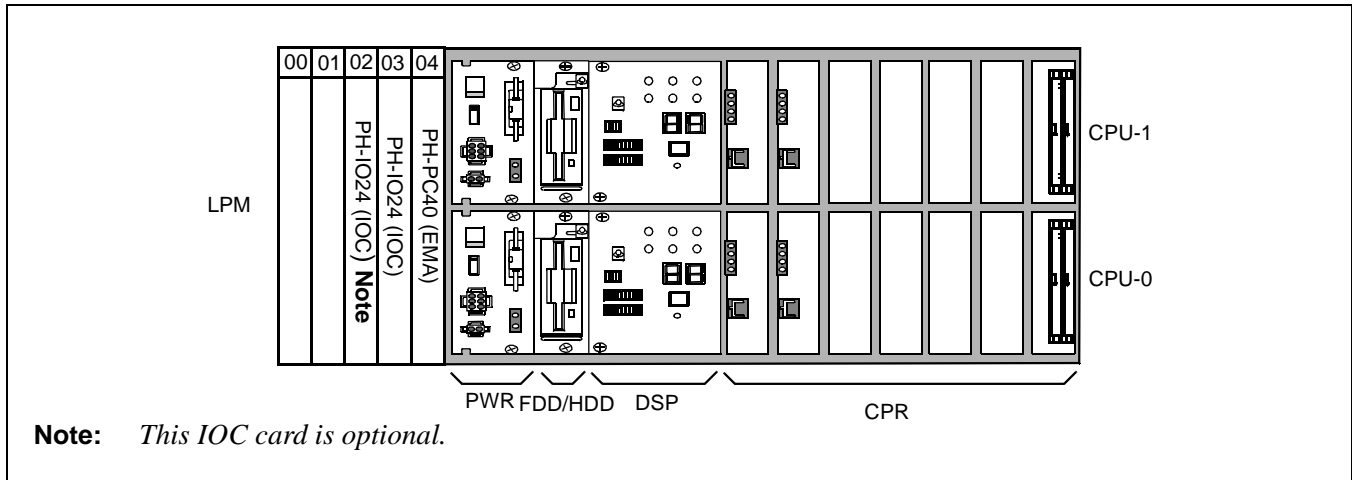 00 01 02 03 04
PH-IO24 (IOC) Note
PH-IO24 (IOC)
PH-PC40 (EMA)
CPU-1
LPM
CPU-0
PWR FDD/HDD DSP CPR
Note: This IOC card is optional.